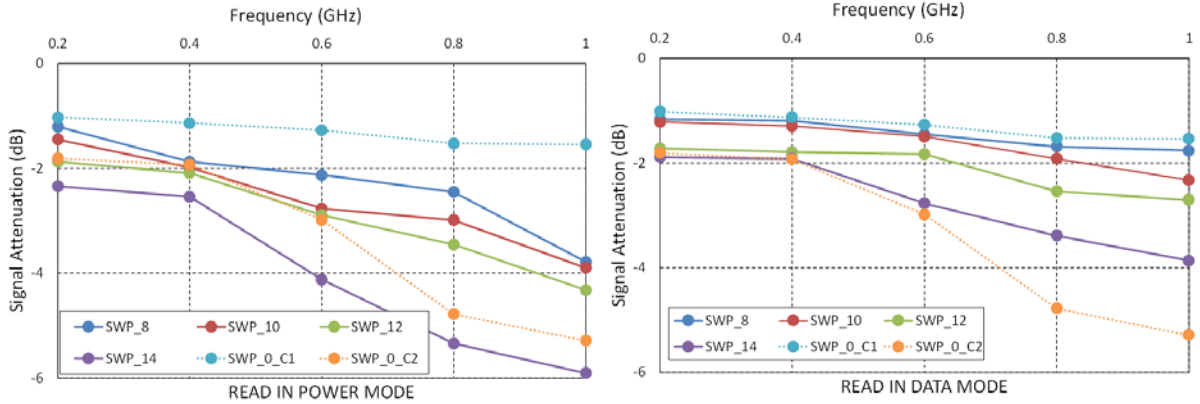 Frequency (GHz)
0.2 0.4 0.6 0.8 1
0
-2
-4
-6
Signal Attenuation (dB)
SWP_8 SWP_10 SWP_12
SWP_14 SWP_0_C1 SWP_0_C2
READ IN POWER MODE
Frequency (GHz)
0.2 0.4 0.6 0.8 1
0
-2
-4
-6
Signal Attenuation (dB)
SWP_8 SWP_10 SWP_12
SWP_14 SWP_0_C1 SWP_0_C2
READ IN DATA MODE